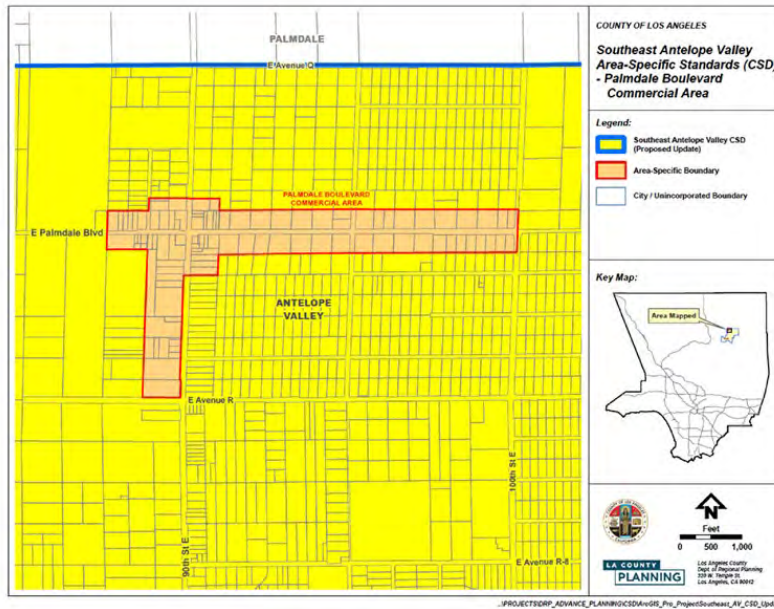 PALMDALE
E Avenue Q
PALMDALE BOULEVARD
COMMERCIAL AREA
E Palmdale Blvd
ANTELOPE
VALLEY
E Avenue R
90th St E
100th St E
E Avenue R-8
COUNTY OF LOS ANGELES
Southeast Antelope Valley
Area-Specific Standards (CSD)
- Palmdale Boulevard
Commercial Area
Legend:
Southeast Antelope Valley CSD
(Proposed Update)
Area-Specific Boundary
City / Unincorporated Boundary
Key Map:
Area Mapped
N
Feet
0 500 1,000
LA COUNTY
PLANNING
Los Angeles County
Dept. of Regional Planning
320 W. Temple St.
Los Angeles, CA 90012